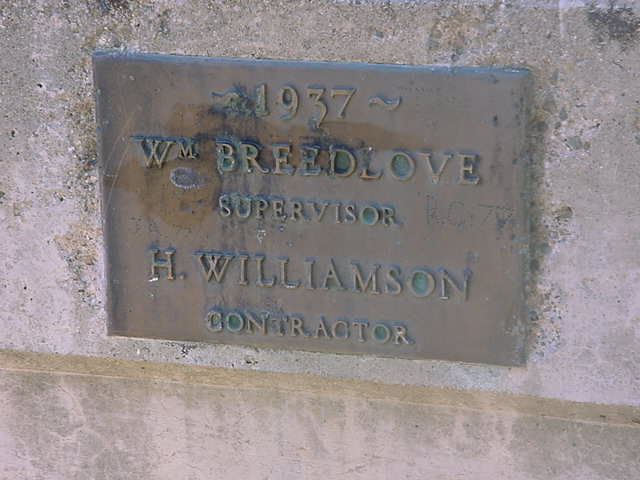 ~ 1937 ~
WM BREEDLOVE
SUPERVISOR
H. WILLIAMSON
CONTRACTOR